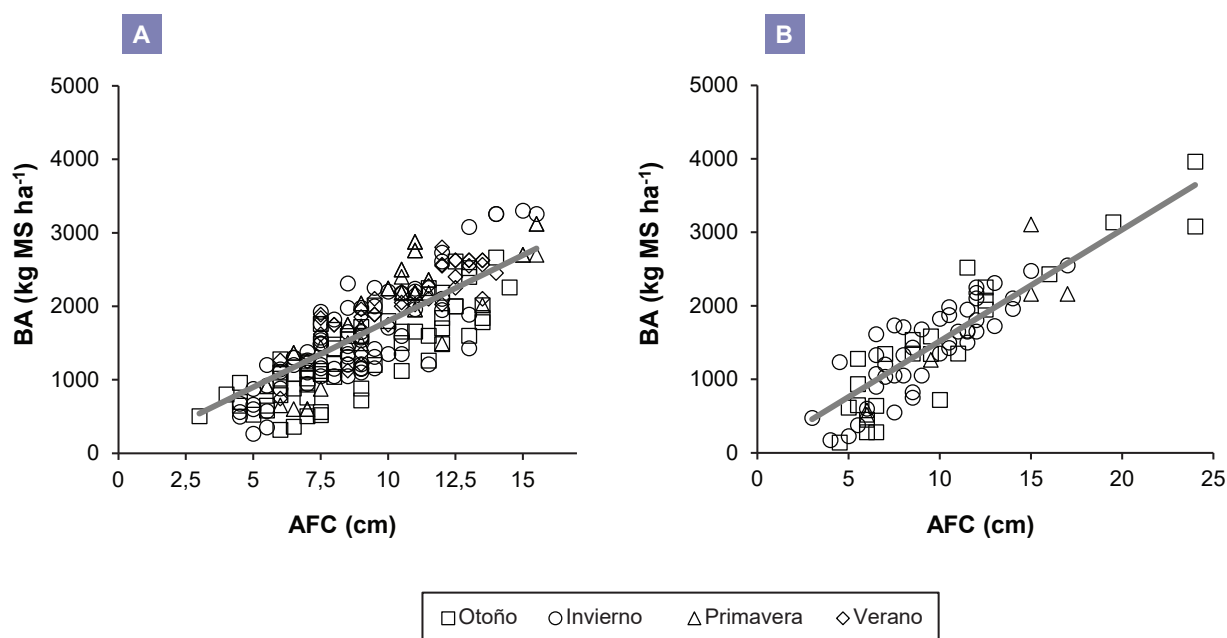 A
BA (kg MS ha⁻¹)
5000
4000
3000
2000
1000
0
0 2,5 5 7,5 10 12,5 15
AFC (cm)
B
BA (kg MS ha⁻¹)
5000
4000
3000
2000
1000
0
0 5 10 15 20 25
AFC (cm)
Otoño Invierno Primavera Verano